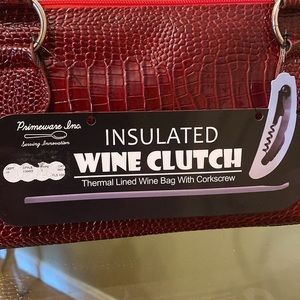 Primeware Inc.
Serving Innovation
INSULATED
WINE CLUTCH
Thermal Lined Wine Bag With Corkscrew